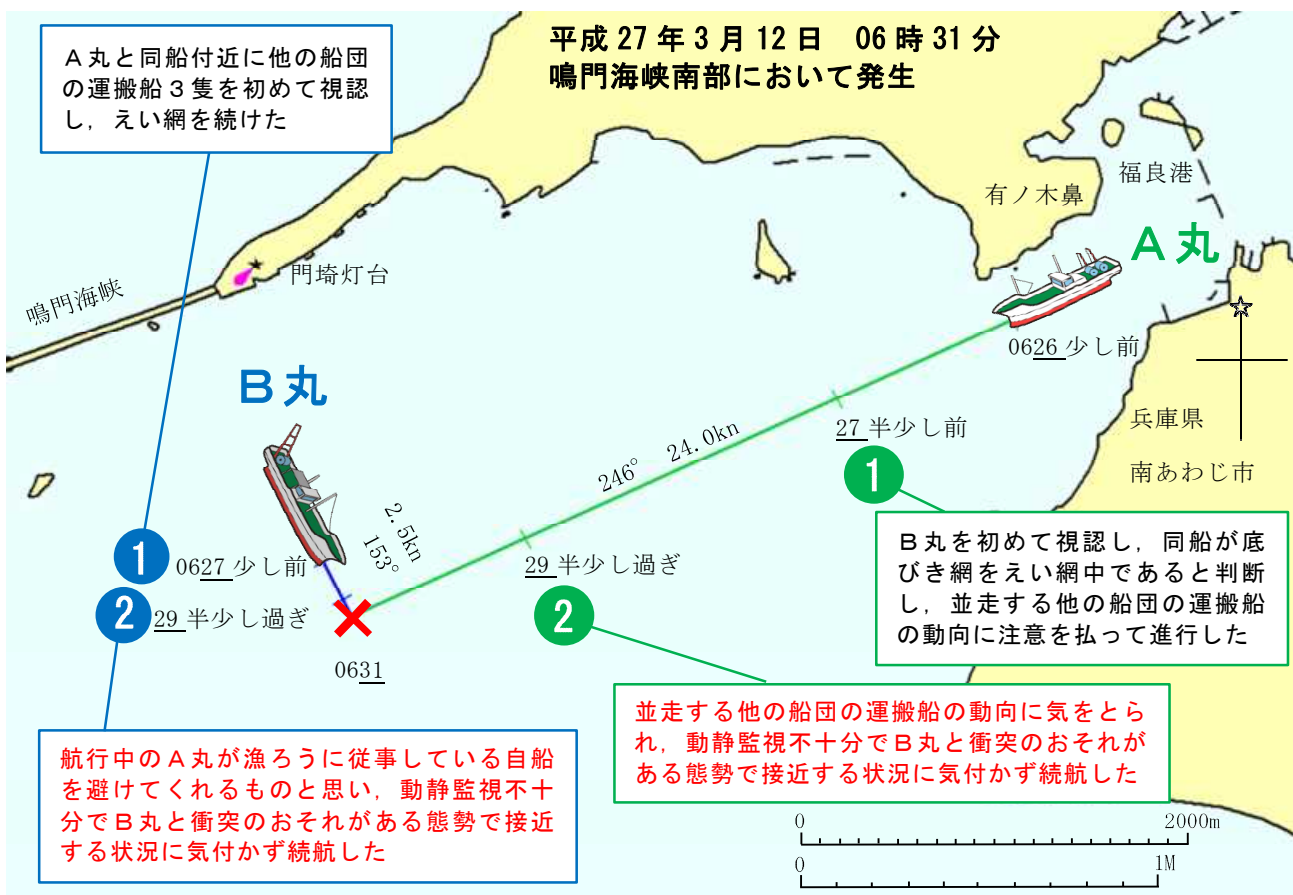 平成27年3月12日　06時31分
鳴門海峡南部において発生
A丸と同船付近に他の船団
の運搬船3隻を初めて視認
し，えい網を続けた
福良港
有ノ木鼻
A丸
門埼灯台
鳴門海峡
0626少し前
B丸
27半少し前
兵庫県
南あわじ市
246°　24.0kn
1
2.5kn
153°
B丸を初めて視認し，同船が底
びき網をえい網中であると判断
し，並走する他の船団の運搬船
の動向に注意を払って進行した
1
0627少し前
29半少し過ぎ
2
29半少し過ぎ
2
0631
並走する他の船団の運搬船の動向に気をとら
れ，動静監視不十分でB丸と衝突のおそれが
ある態勢で接近する状況に気付かず続航した
航行中のA丸が漁ろうに従事している自船
を避けてくれるものと思い，動静監視不十
分でB丸と衝突のおそれがある態勢で接近
する状況に気付かず続航した
0
2000m
0
1M